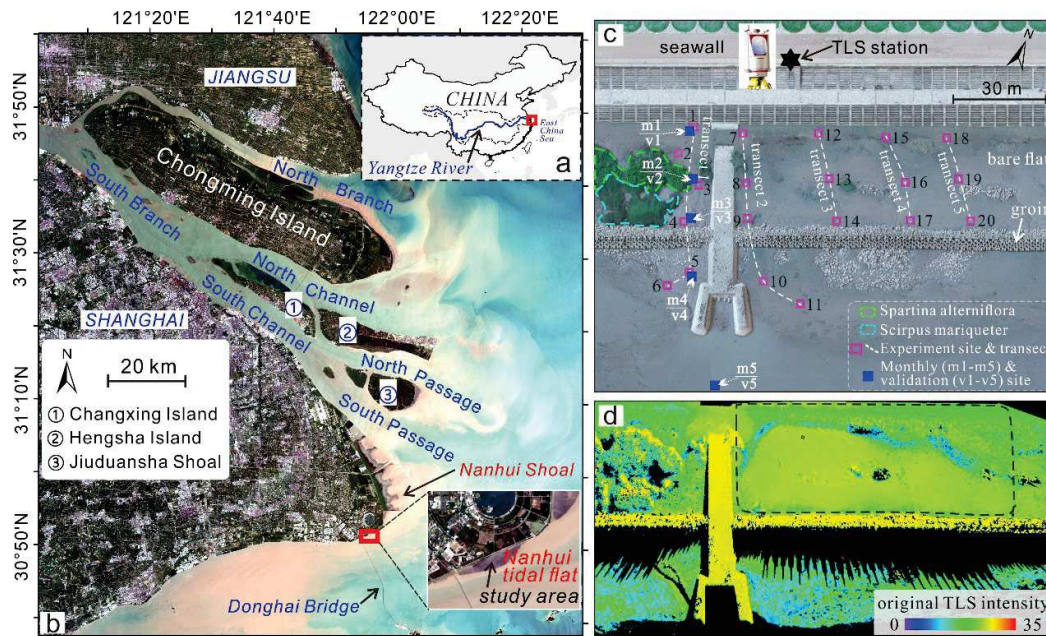 121°20'E
121°40'E
122°00'E
122°20'E
31°50'N
31°30'N
31°10'N
30°50'N
JIANGSU
CHINA
East
China
Sea
Yangtze River
a
North Branch
Chongming Island
South Branch
North Channel
South Channel
SHANGHAI
①
②
③
North Passage
South Passage
N
20 km
① Changxing Island
② Hengsha Island
③ Jiuduansha Shoal
Nanhui Shoal
Nanhui
tidal flat
study area
Donghai Bridge
b
c
seawall
TLS station
N
30 m
m1
v1
m2
v2
m3
v3
m4
v4
m5
v5
transect 1
2
3
4
5
6
7
8
9
10
11
transect 2
12
13
14
transect 3
15
16
17
transect 4
18
19
20
transect 5
bare flat
groin
Spartina alterniflora
Scirpus mariqueter
Experiment site & transect
Monthly (m1-m5) &
validation (v1-v5) site
d
original TLS intensity
0
35